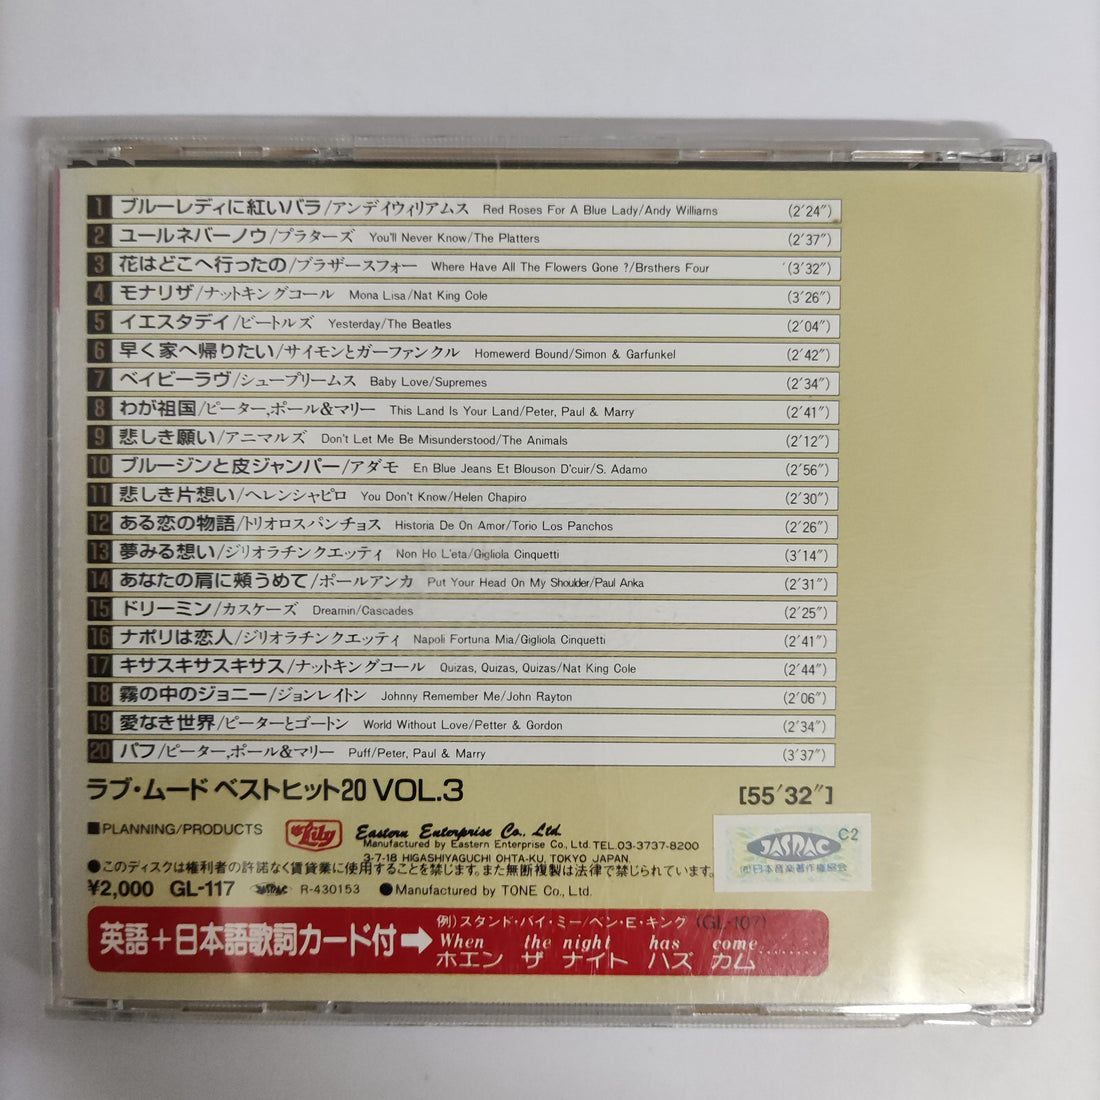 1 ブルーレディに紅いバラ/アンデイウィリアムス Red Roses For A Blue Lady/Andy Williams (2′24″)
2 ユールネバーノウ/プラターズ You'll Never Know/The Platters (2′37″)
3 花はどこへ行ったの/ブラザースフォー Where Have All The Flowers Gone ?/Brsthers Four (3′32″)
4 モナリザ/ナットキングコール Mona Lisa/Nat King Cole (3′26″)
5 イエスタデイ/ビートルズ Yesterday/The Beatles (2′04″)
6 早く家へ帰りたい/サイモンとガーファンクル Homewerd Bound/Simon & Garfunkel (2′42″)
7 ベイビーラヴ/シュープリームス Baby Love/Supremes (2′34″)
8 わが祖国/ピーター,ポール&マリー This Land Is Your Land/Peter, Paul & Marry (2′41″)
9 悲しき願い/アニマルズ Don't Let Me Be Misunderstood/The Animals (2′12″)
10 ブルージンと皮ジャンパー/アダモ En Blue Jeans Et Blouson D'cuir/S. Adamo (2′56″)
11 悲しき片想い/ヘレンシャピロ You Don't Know/Helen Chapiro (2′30″)
12 ある恋の物語/トリオロスパンチョス Historia De On Amor/Torio Los Panchos (2′26″)
13 夢みる想い/ジリオラチンクエッティ Non Ho L'eta/Gigliola Cinquetti (3′14″)
14 あなたの肩に頬うめて/ポールアンカ Put Your Head On My Shoulder/Paul Anka (2′31″)
15 ドリーミン/カスケーズ Dreamin/Cascades (2′25″)
16 ナポリは恋人/ジリオラチンクエッティ Napoli Fortuna Mia/Gigliola Cinquetti (2′41″)
17 キサスキサスキサス/ナットキングコール Quizas, Quizas, Quizas/Nat King Cole (2′44″)
18 霧の中のジョニー/ジョンレイトン Johnny Remember Me/John Rayton (2′06″)
19 愛なき世界/ピーターとゴートン World Without Love/Petter & Gordon (2′34″)
20 パフ/ピーター,ポール&マリー Puff/Peter, Paul & Marry (3′37″)
ラブ・ムード ベストヒット20 VOL.3 [55′32″]
■PLANNING/PRODUCTS Lily Eastern Enterprise Co., Ltd.
Manufactured by Eastern Enterprise Co., Ltd. TEL.03-3737-8200
3-7-18 HIGASHIYAGUCHI OHTA-KU, TOKYO JAPAN
●このディスクは権利者の許諾なく賃貸業に使用することを禁じます。また無断複製は法律で禁じられています。
¥2,000 GL-117 JASRAC R-430153 ●Manufactured by TONE Co., Ltd.
C2
JASRAC
(社)日本音楽著作権協会
英語+日本語歌詞カード付➡
例)スタンド・バイ・ミー/ベン・E・キング (GL-107)
When the night has come........
ホエン ザ ナイト ハズ カム